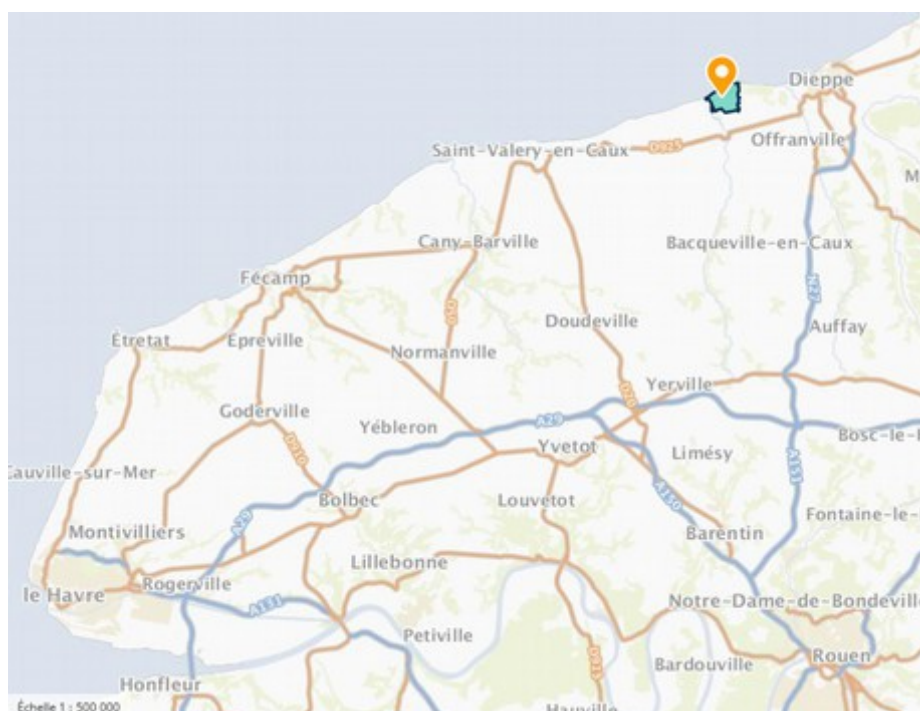 Dieppe
Saint-Valery-en-Caux
D925
Offranville
Cany-Barville
Bacqueville-en-Caux
Fécamp
D50
N27
Étretat
Epreville
Normanville
Doudeville
Auffay
Goderville
Yébleron
A29
D20
Yerville
D910
Yvetot
Limésy
Bosc-le-
Cauville-sur-Mer
A29
Bolbec
Louvetot
A150
A151
Montivilliers
Barentin
Fontaine-le-
le Havre
Rogerville
Lillebonne
A131
Notre-Dame-de-Bondeville
Petiville
Bardouville
Rouen
Honfleur
Hauville
Échelle 1 : 500 000